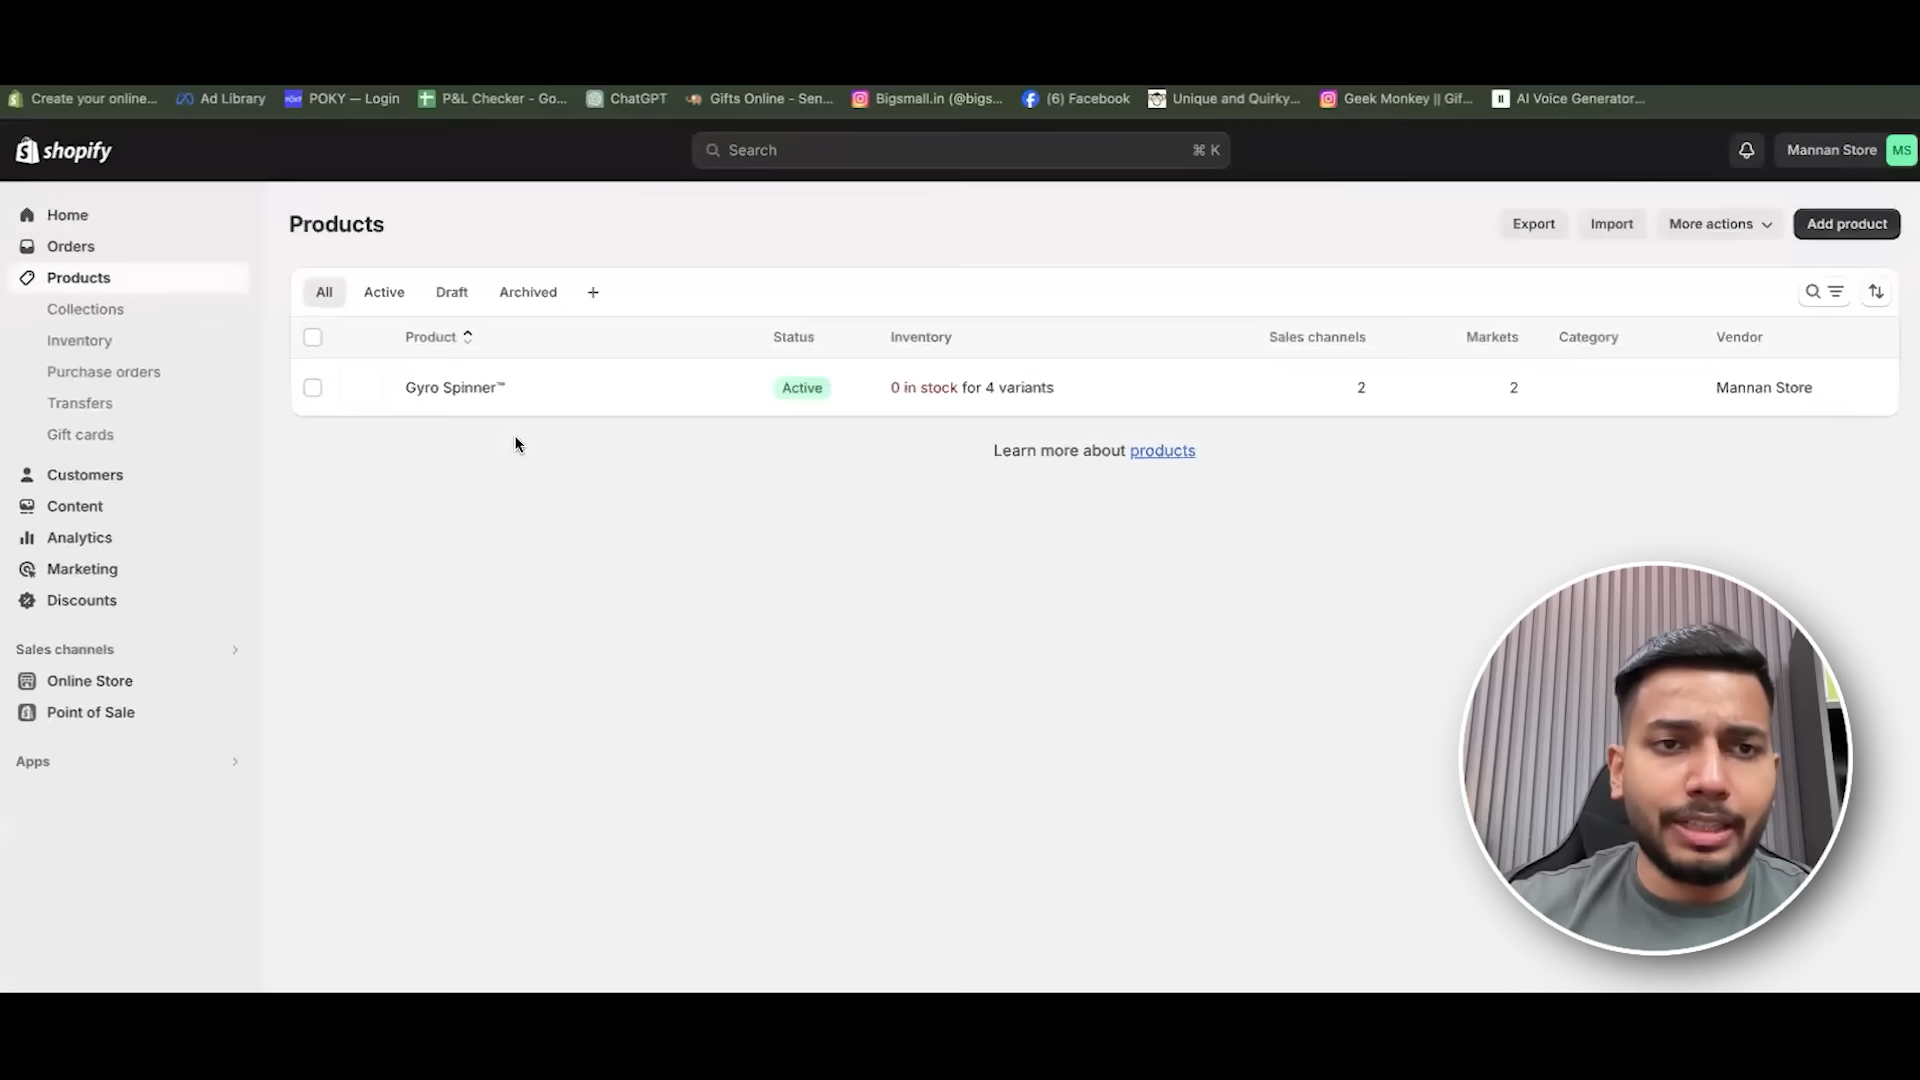 Create your online...
Ad Library
POKY — Login
P&L Checker - Go...
ChatGPT
Gifts Online - Sen...
Bigsmall.in (@bigs...
(6) Facebook
Unique and Quirky...
Geek Monkey || Gif...
AI Voice Generator...
shopify
Search
⌘ K
Mannan Store
MS
Home
Orders
Products
Collections
Inventory
Purchase orders
Transfers
Gift cards
Customers
Content
Analytics
Marketing
Discounts
Sales channels
Online Store
Point of Sale
Apps
Products
Export
Import
More actions
Add product
All
Active
Draft
Archived
+
Product
Status
Inventory
Sales channels
Markets
Category
Vendor
Gyro Spinner™
Active
0 in stock for 4 variants
2
2
Mannan Store
Learn more about products